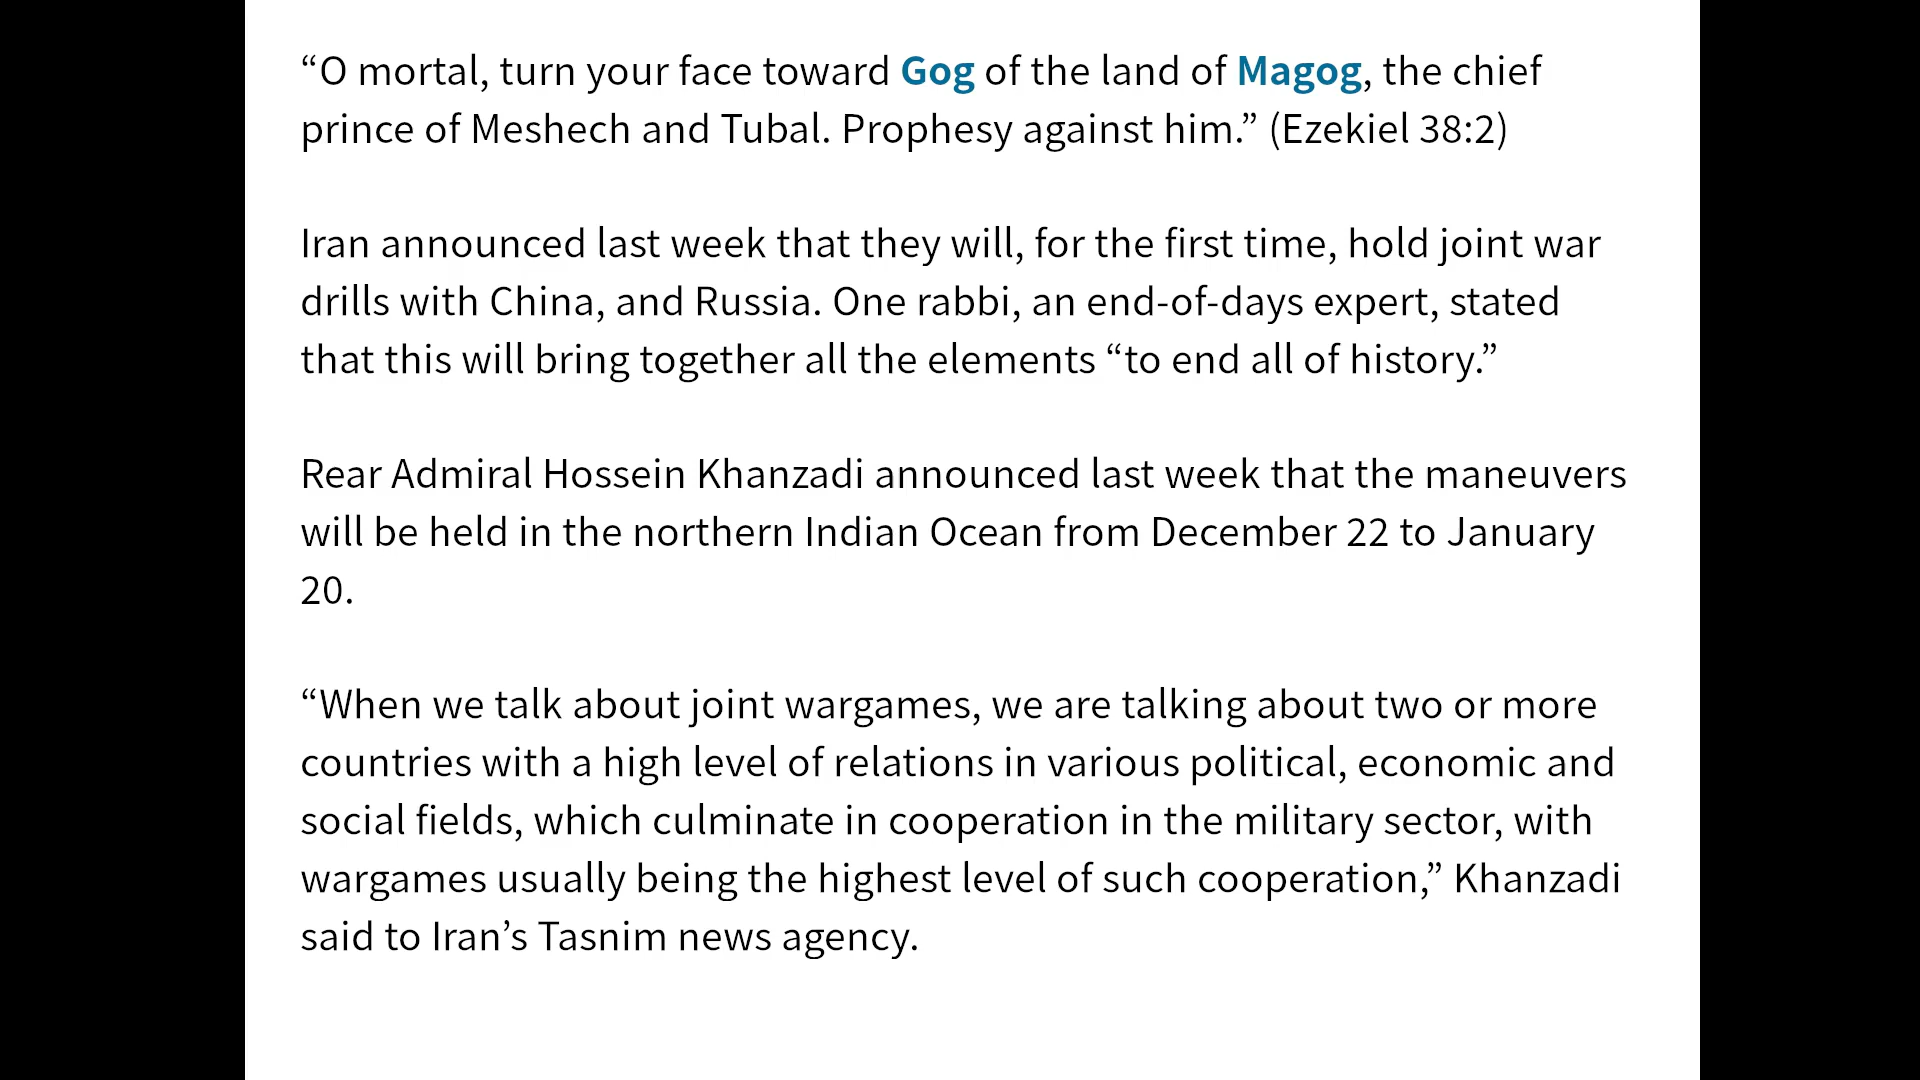 “O mortal, turn your face toward Gog of the land of Magog, the chief
prince of Meshech and Tubal. Prophesy against him.” (Ezekiel 38:2)
Iran announced last week that they will, for the first time, hold joint war
drills with China, and Russia. One rabbi, an end-of-days expert, stated
that this will bring together all the elements “to end all of history.”
Rear Admiral Hossein Khanzadi announced last week that the maneuvers
will be held in the northern Indian Ocean from December 22 to January
20.
“When we talk about joint wargames, we are talking about two or more
countries with a high level of relations in various political, economic and
social fields, which culminate in cooperation in the military sector, with
wargames usually being the highest level of such cooperation,” Khanzadi
said to Iran’s Tasnim news agency.